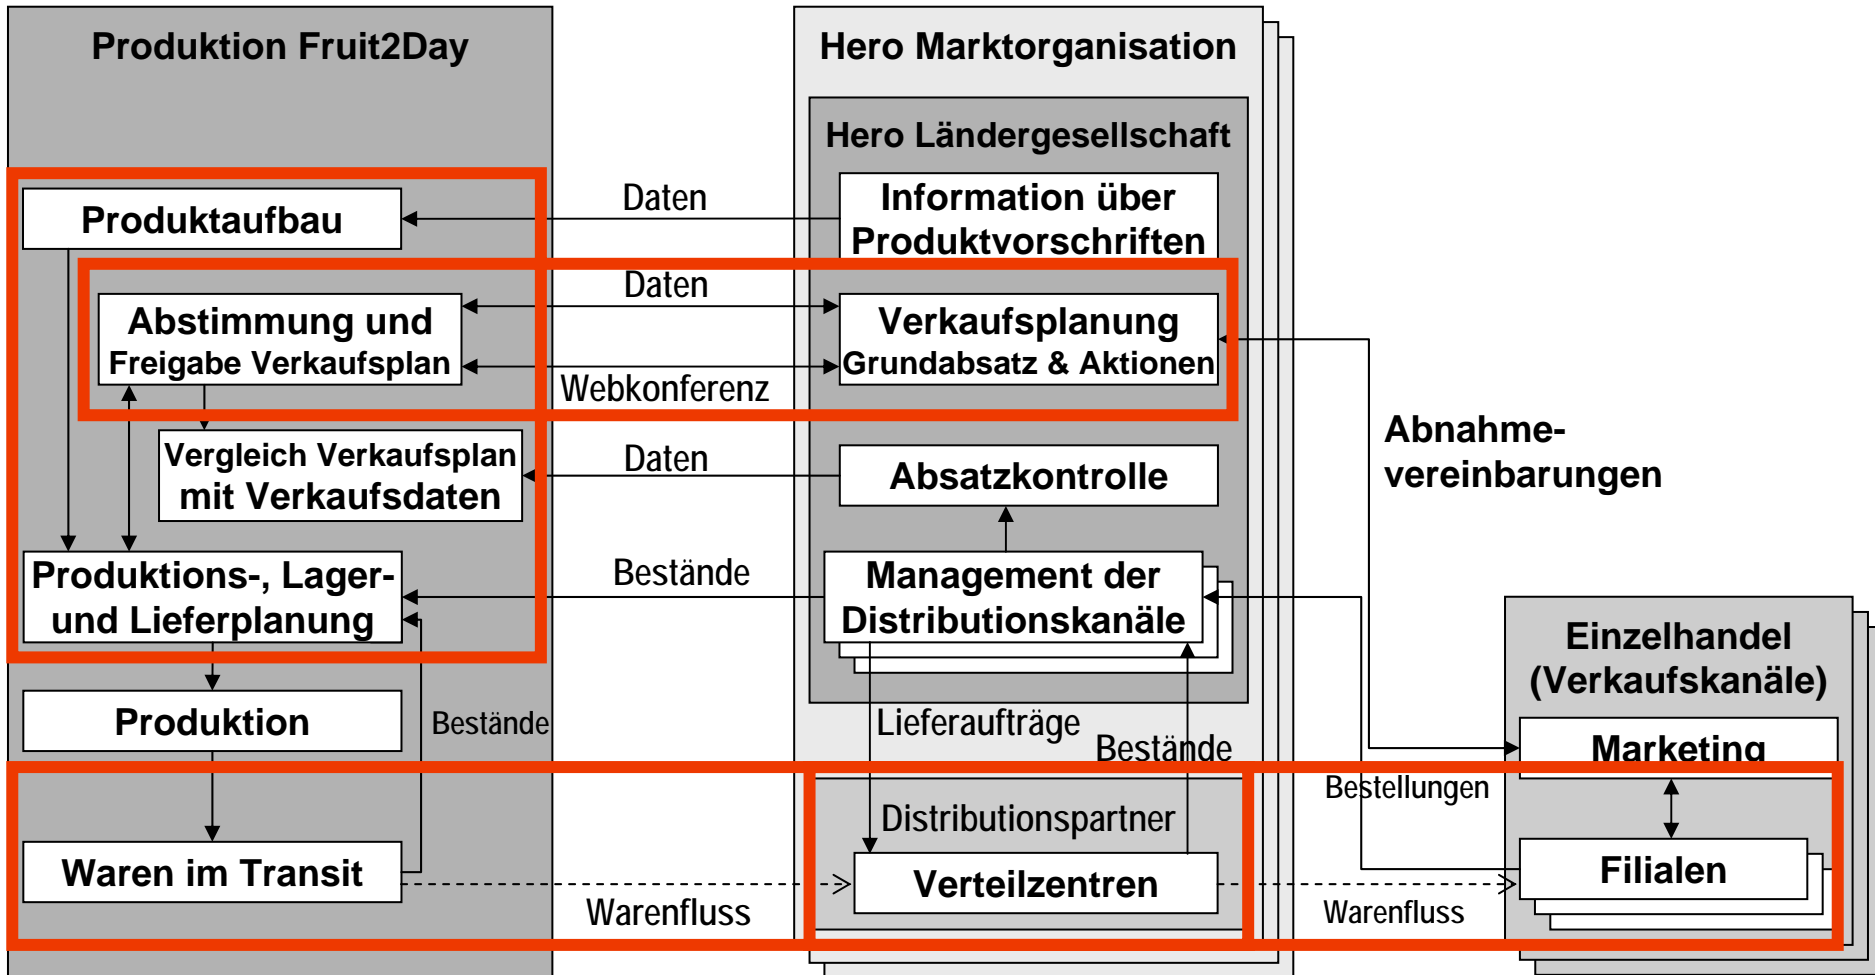 Produktion Fruit2Day
Hero Marktorganisation
Hero Ländergesellschaft
Produktaufbau
Daten
Information über
Produktvorschriften
Abstimmung und
Freigabe Verkaufsplan
Daten
Webkonferenz
Verkaufsplanung
Grundabsatz & Aktionen
Vergleich Verkaufsplan
mit Verkaufsdaten
Daten
Absatzkontrolle
Abnahme-
vereinbarungen
Produktions-, Lager-
und Lieferplanung
Bestände
Management der
Distributionskanäle
Einzelhandel
(Verkaufskanäle)
Produktion
Bestände
Lieferaufträge
Bestände
Marketing
Bestellungen
Distributionspartner
Waren im Transit
Warenfluss
Verteilzentren
Warenfluss
Filialen